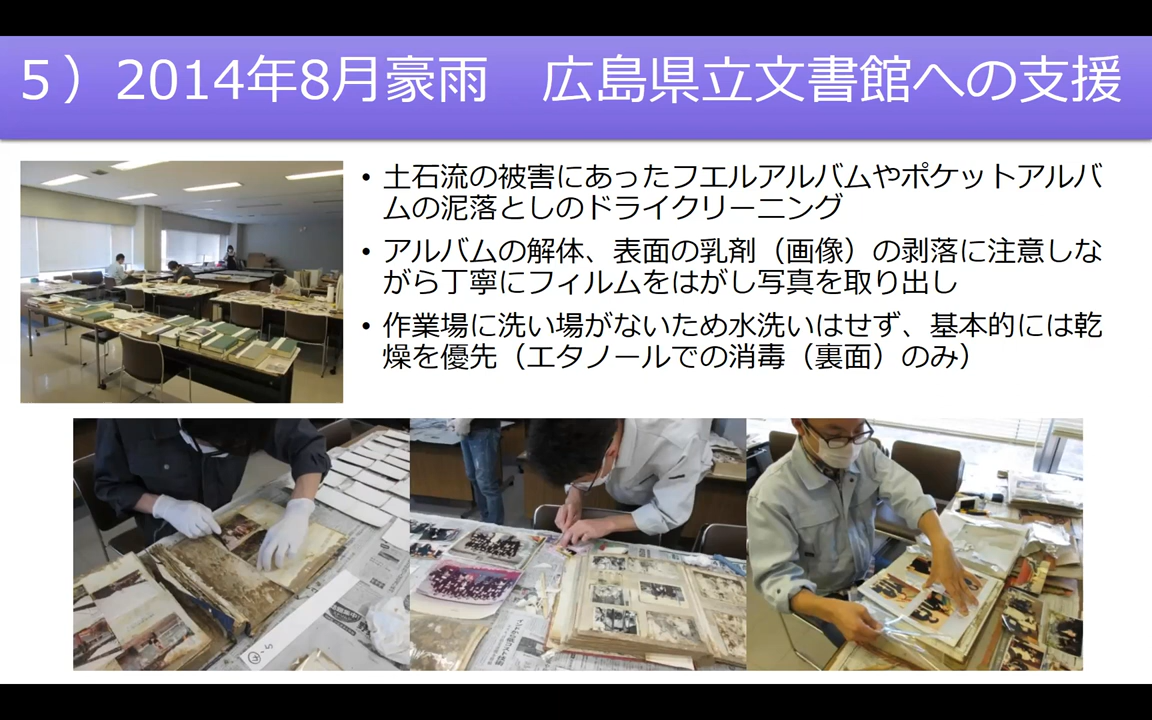 5）2014年8月豪雨　広島県立文書館への支援
• 土石流の被害にあったフエルアルバムやポケットアルバ
ムの泥落としのドライクリーニング
• アルバムの解体、表面の乳剤（画像）の剥落に注意しな
がら丁寧にフィルムをはがし写真を取り出し
• 作業場に洗い場がないため水洗いはせず、基本的には乾
燥を優先（エタノールでの消毒（裏面）のみ）